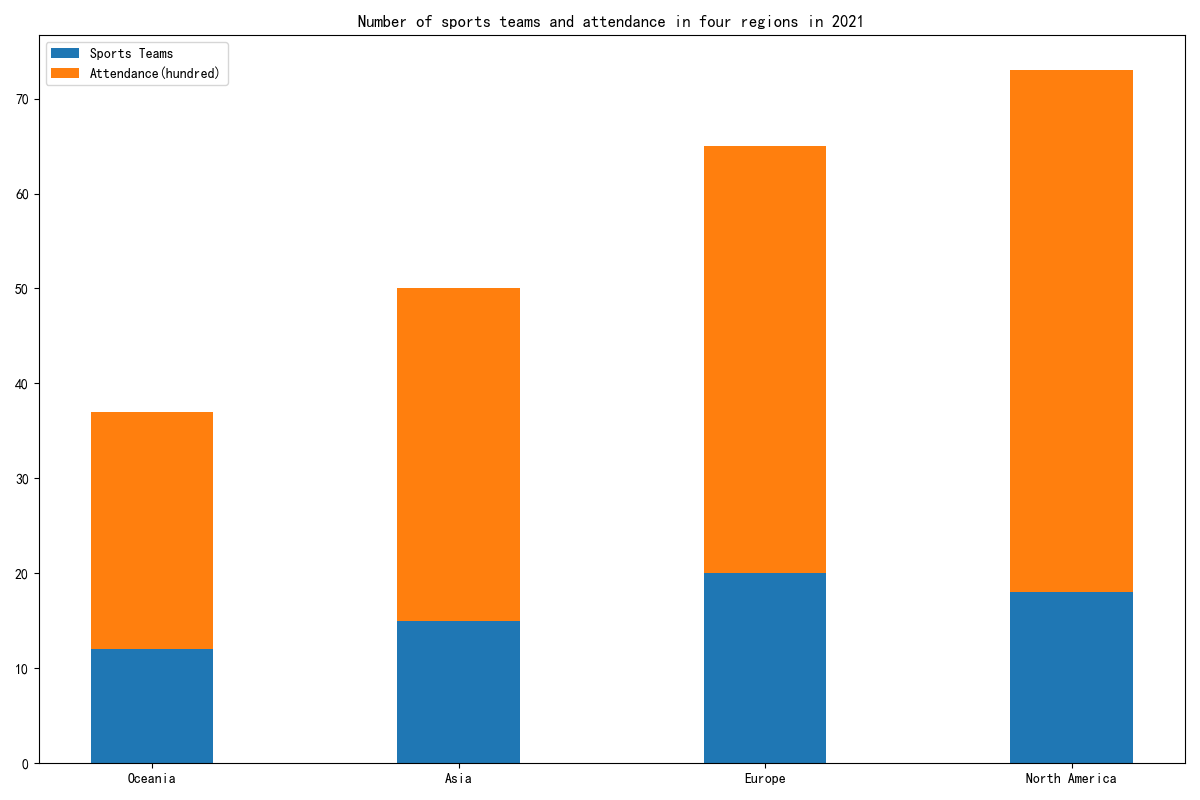 Number of sports teams and attendance in four regions in 2021
Sports Teams
Attendance(hundred)
70
60
50
40
30
20
10
0
Oceania
Asia
Europe
North America